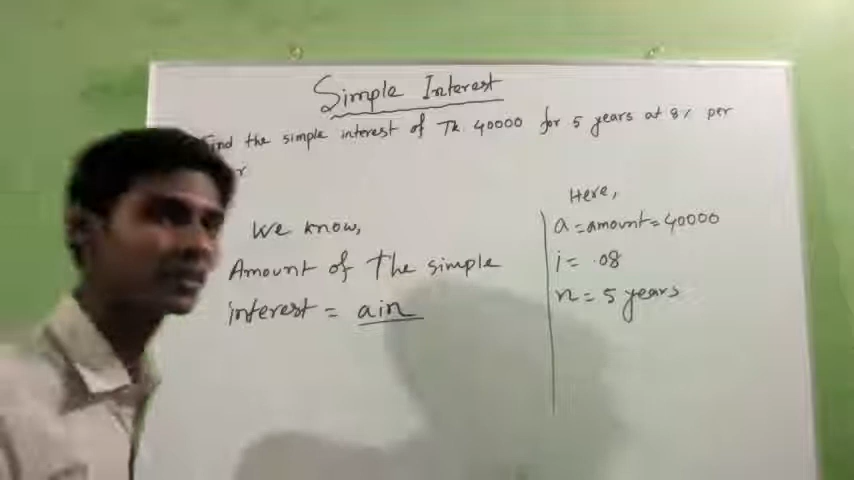 Simple Interest
Find the simple interest of Tk 40000 for 5 years at 8% per
r
We know,
Amount of the simple
interest = ain
Here,
a = amount = 40000
i = .08
n = 5 years